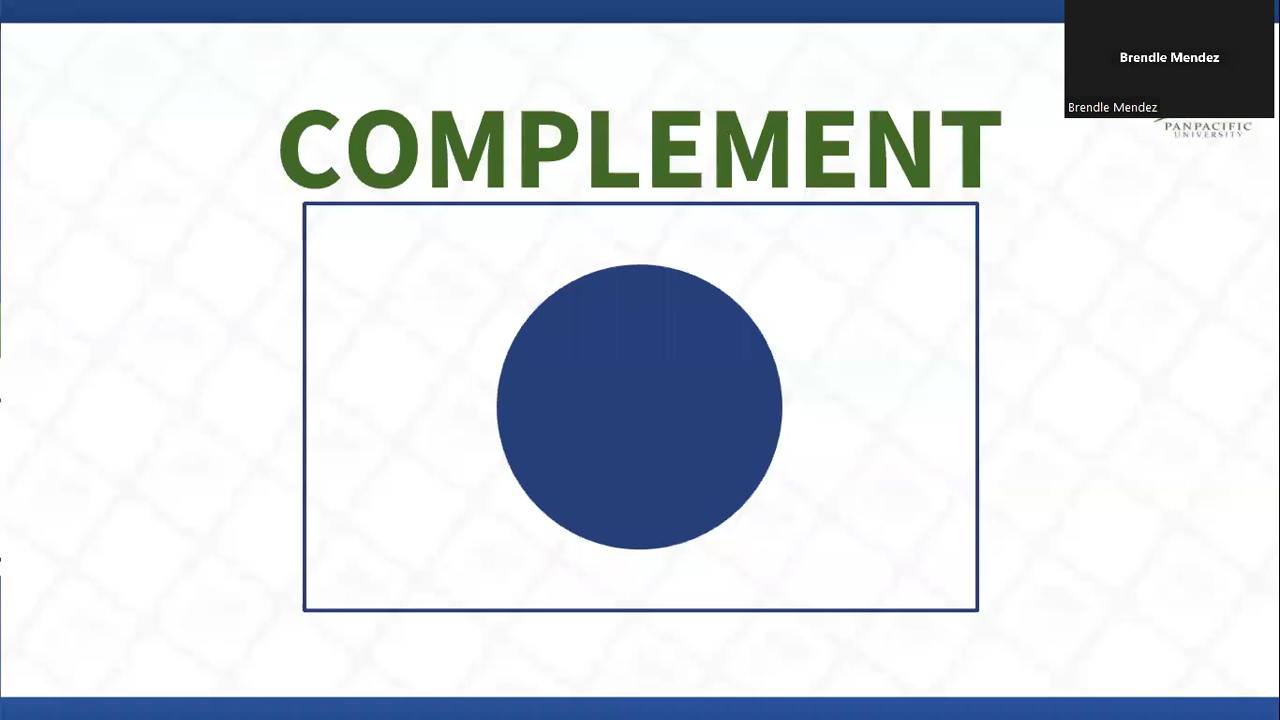 Brendle Mendez
Brendle Mendez
PANPACIFIC
UNIVERSITY
COMPLEMENT